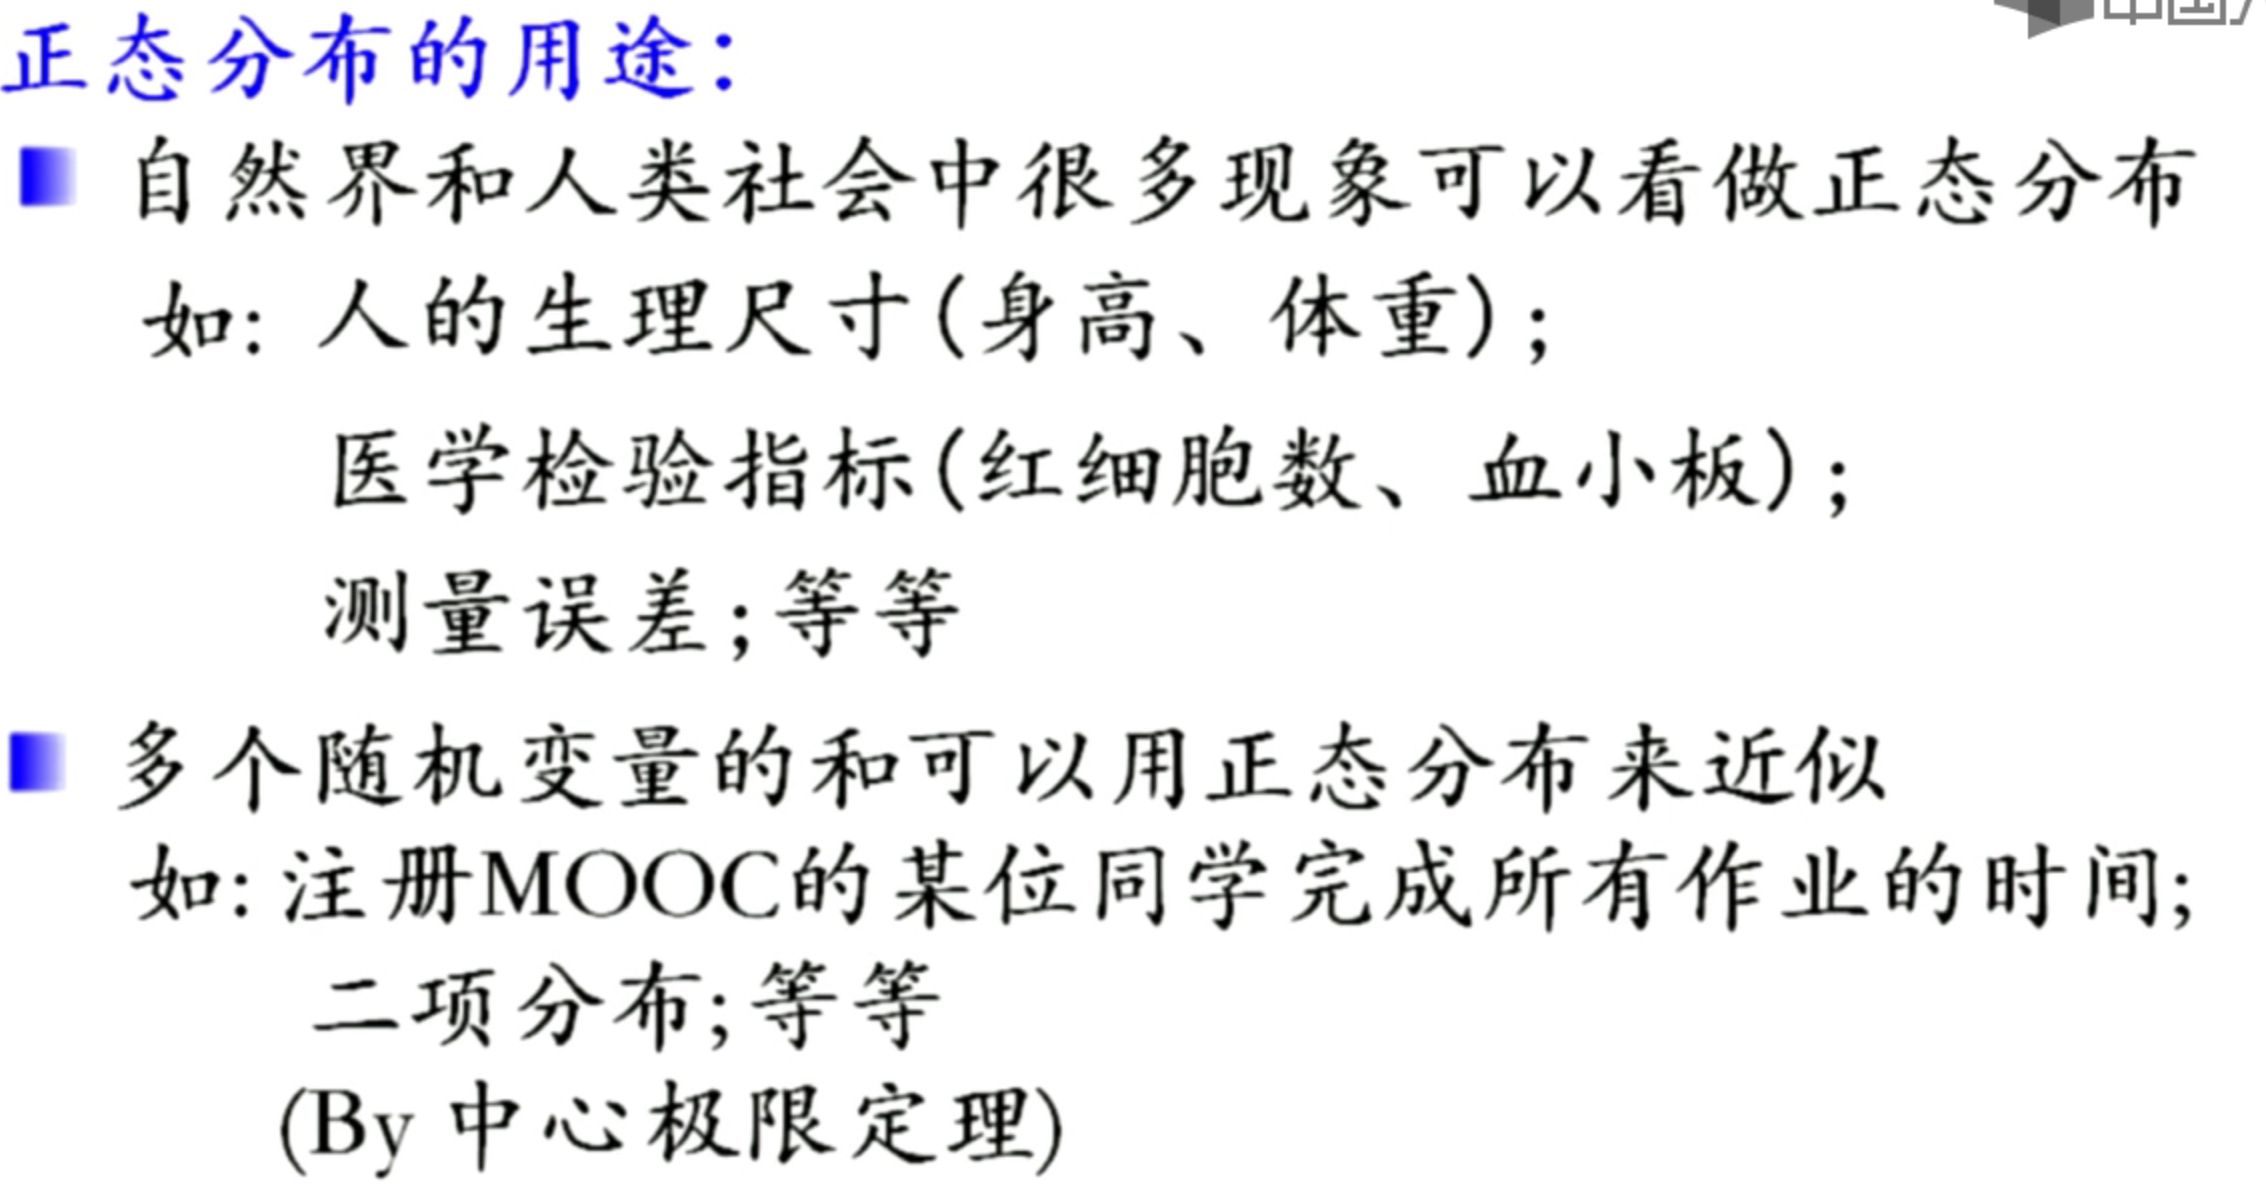 正态分布的用途：
自然界和人类社会中很多现象可以看做正态分布
如: 人的生理尺寸(身高、体重)；
医学检验指标(红细胞数、血小板)；
测量误差;等等
多个随机变量的和可以用正态分布来近似
如: 注册MOOC的某位同学完成所有作业的时间;
二项分布;等等
(By 中心极限定理)